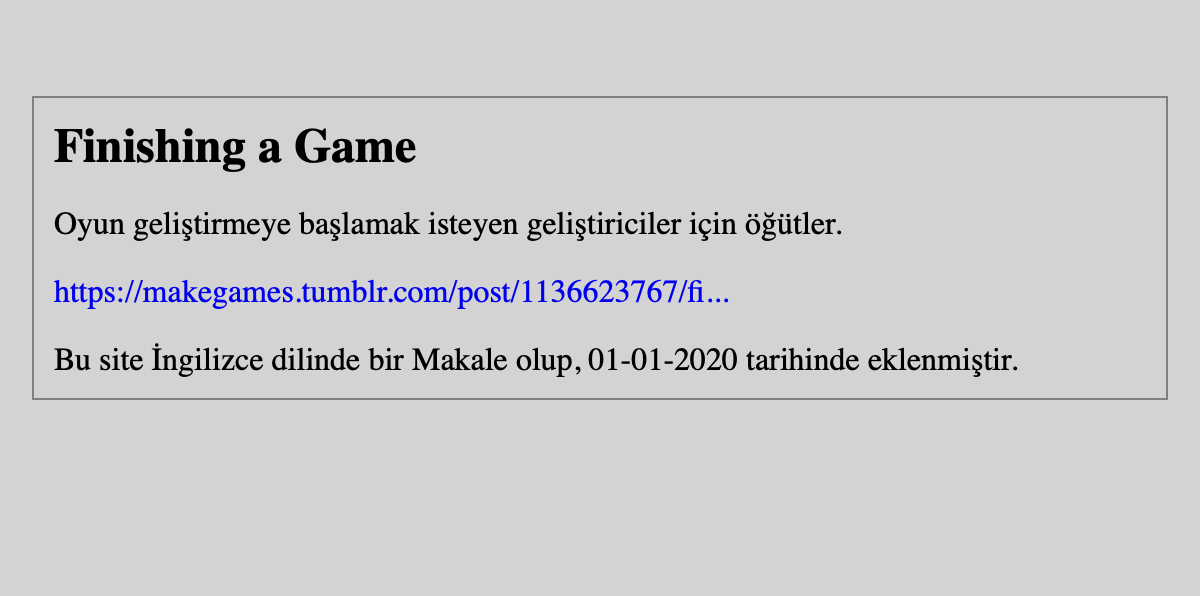 Finishing a Game
Oyun geliştirmeye başlamak isteyen geliştiriciler için öğütler.
https://makegames.tumblr.com/post/1136623767/fi...
Bu site İngilizce dilinde bir Makale olup, 01-01-2020 tarihinde eklenmiştir.